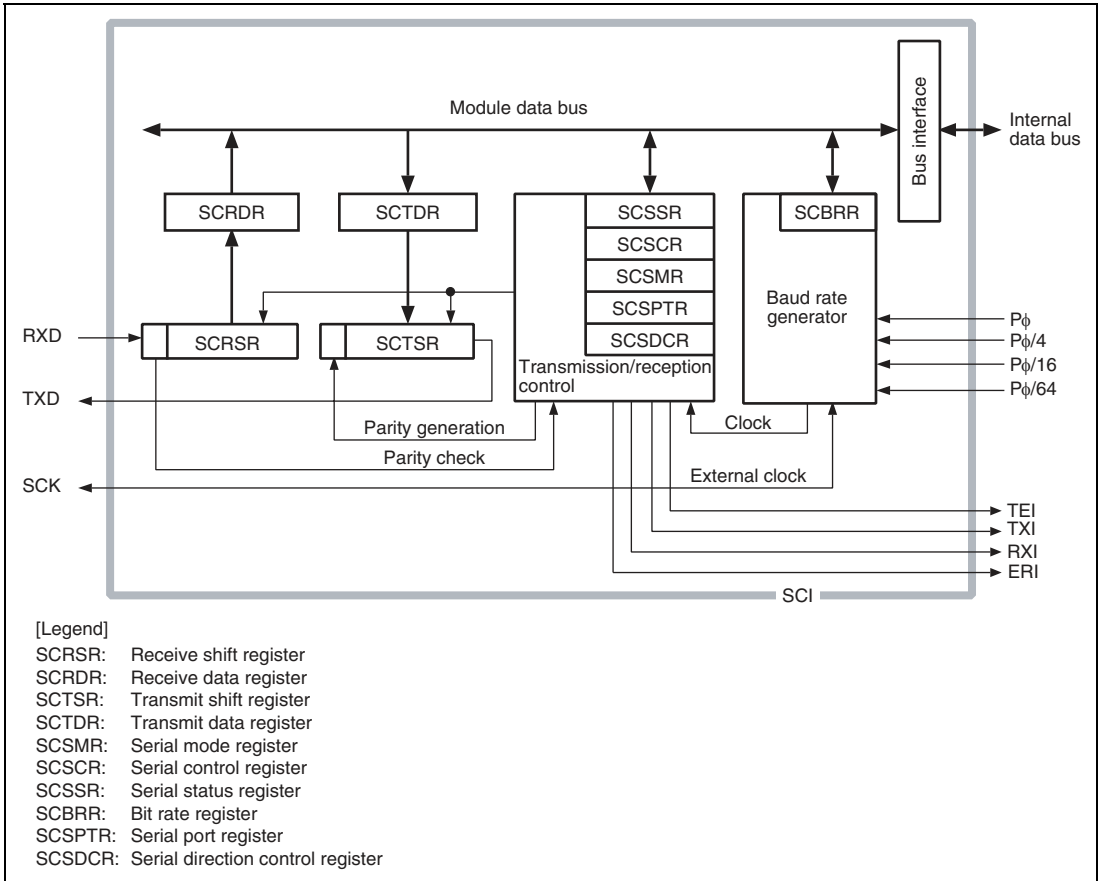 Module data bus
Bus interface
Internal
data bus
SCRDR
SCTDR
SCSSR
SCSCR
SCSMR
SCSPTR
SCSDCR
Transmission/reception
control
SCBRR
Baud rate
generator
RXD
SCRSR
SCTSR
Pϕ
Pϕ/4
Pϕ/16
Pϕ/64
TXD
Parity generation
Clock
Parity check
SCK
External clock
TEI
TXI
RXI
ERI
SCI
[Legend]
SCRSR: Receive shift register
SCRDR: Receive data register
SCTSR: Transmit shift register
SCTDR: Transmit data register
SCSMR: Serial mode register
SCSCR: Serial control register
SCSSR: Serial status register
SCBRR: Bit rate register
SCSPTR: Serial port register
SCSDCR: Serial direction control register